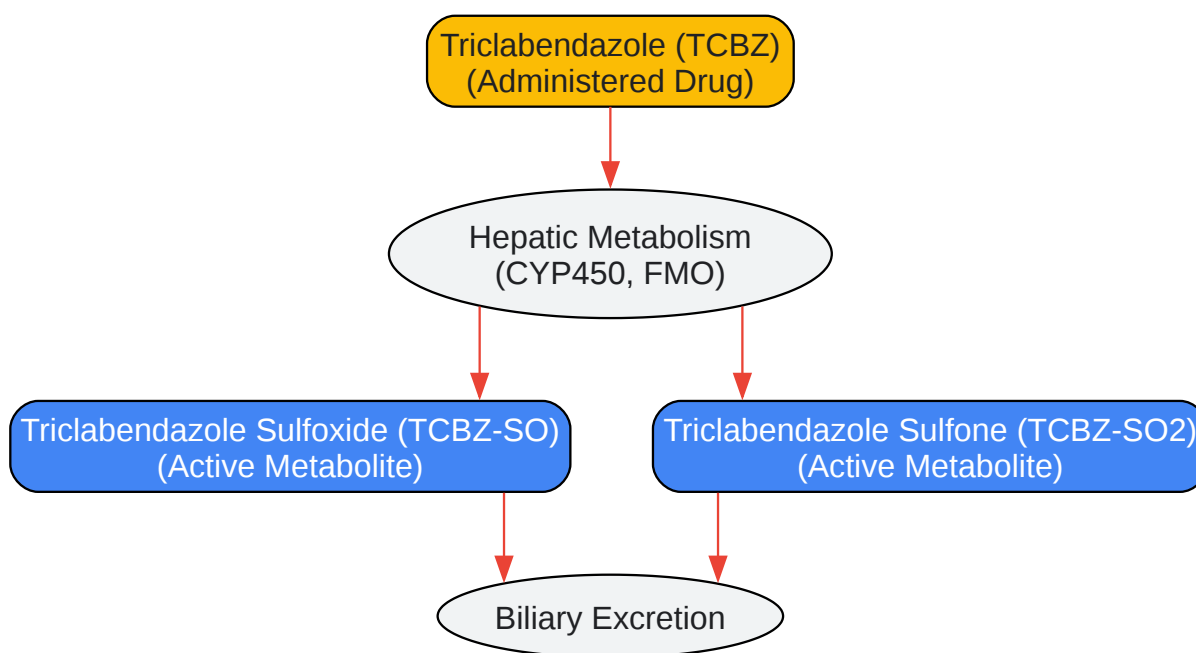 Triclabendazole (TCBZ)
(Administered Drug)
Hepatic Metabolism
(CYP450, FMO)
Triclabendazole Sulfoxide (TCBZ-SO)
(Active Metabolite)
Triclabendazole Sulfone (TCBZ-SO2)
(Active Metabolite)
Biliary Excretion